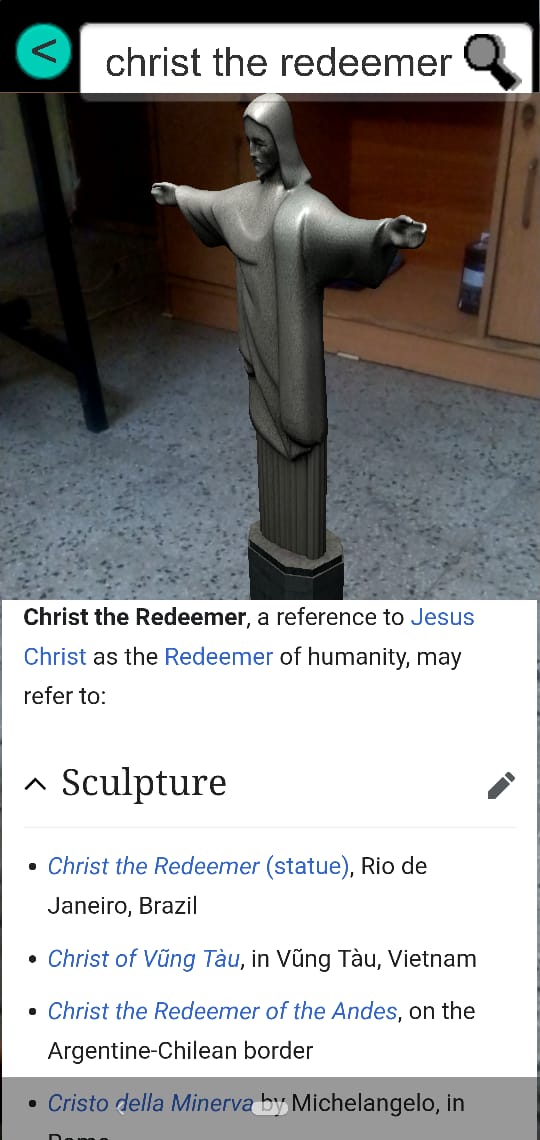 <
christ the redeemer
Christ the Redeemer, a reference to Jesus
Christ as the Redeemer of humanity, may
refer to:
Sculpture
• Christ the Redeemer (statue), Rio de
Janeiro, Brazil
• Christ of Vũng Tàu, in Vũng Tàu, Vietnam
• Christ the Redeemer of the Andes, on the
Argentine-Chilean border
• Cristo della Minerva by Michelangelo, in